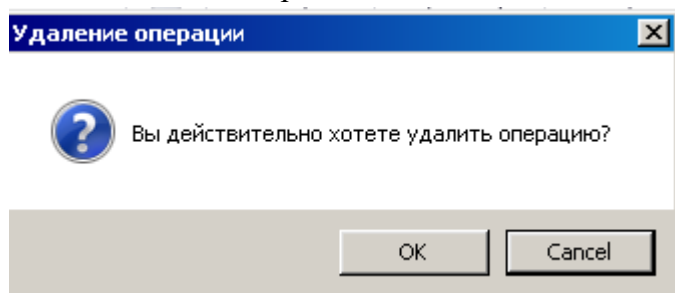 Удаление операции
Вы действительно хотете удалить операцию?
OK
Cancel